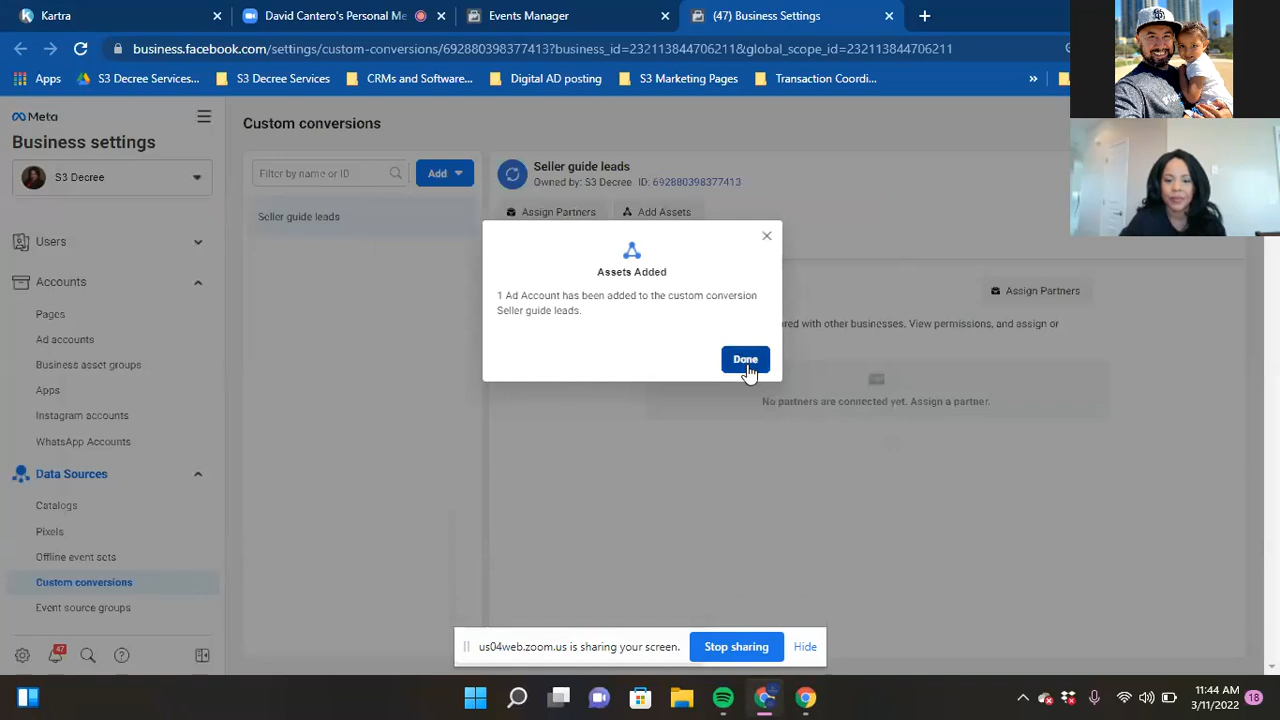 Kartra
David Cantero's Personal Me
Events Manager
(47) Business Settings
business.facebook.com/settings/custom-conversions/692880398377413?business_id=232113844706211&global_scope_id=232113844706211
Apps
S3 Decree Services...
S3 Decree Services
CRMs and Software...
Digital AD posting
S3 Marketing Pages
Transaction Coordi...
Meta
Business settings
S3 Decree
Users
Accounts
Pages
Ad accounts
Business asset groups
Apps
Instagram accounts
WhatsApp Accounts
Data Sources
Catalogs
Pixels
Offline event sets
Custom conversions
Event source groups
47
Custom conversions
Filter by name or ID
Add
Seller guide leads
Seller guide leads
Owned by: S3 Decree ID: 692880398377413
Assign Partners
Add Assets
Assign Partners
red with other businesses. View permissions, and assign or
No partners are connected yet. Assign a partner.
Assets Added
1 Ad Account has been added to the custom conversion
Seller guide leads.
Done
us04web.zoom.us is sharing your screen.
Stop sharing
Hide
11:44 AM
3/11/2022
18